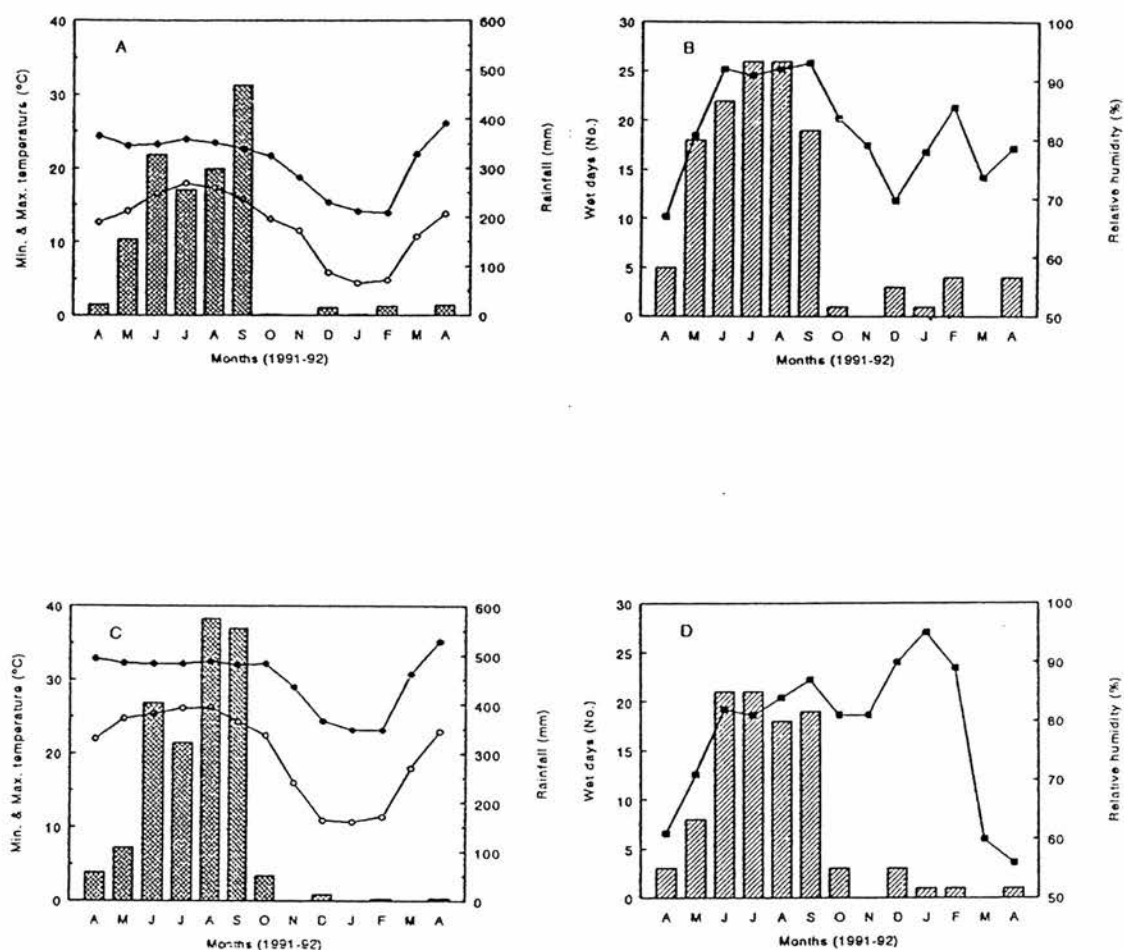 A
Min. & Max. temperature (°C)
40
30
20
10
0
Rainfall (mm)
600
500
400
300
200
100
0
A M J J A S O N D J F M A
Months (1991-92)
B
Wet days (No.)
30
25
20
15
10
5
0
Relative humidity (%)
100
90
80
70
60
50
A M J J A S O N D J F M A
Months (1991-92)
C
Min. & Max. temperature (°C)
40
30
20
10
0
Rainfall (mm)
600
500
400
300
200
100
0
A M J J A S O N D J F M A
Months (1991-92)
D
Wet days (No.)
30
25
20
15
10
5
0
Relative humidity (%)
100
90
80
70
60
50
A M J J A S O N D J F M A
Months (1991-92)